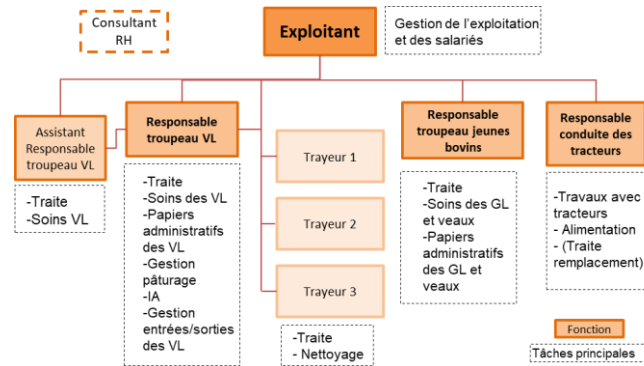 Consultant
RH
Exploitant
Gestion de l'exploitation
et des salariés
Assistant
Responsable
troupeau VL
-Traite
-Soins VL
Responsable
troupeau VL
-Traite
-Soins des VL
-Papiers
administratifs
des VL
-Gestion
pâturage
-IA
-Gestion
entrées/sorties
des VL
Trayeur 1
Trayeur 2
Trayeur 3
-Traite
- Nettoyage
Responsable
troupeau jeunes
bovins
-Traite
-Soins des GL
et veaux
-Papiers
administratifs
des GL et
veaux
Responsable
conduite des
tracteurs
-Travaux avec
tracteurs
- Alimentation
- (Traite
remplacement)
Fonction
Tâches principales